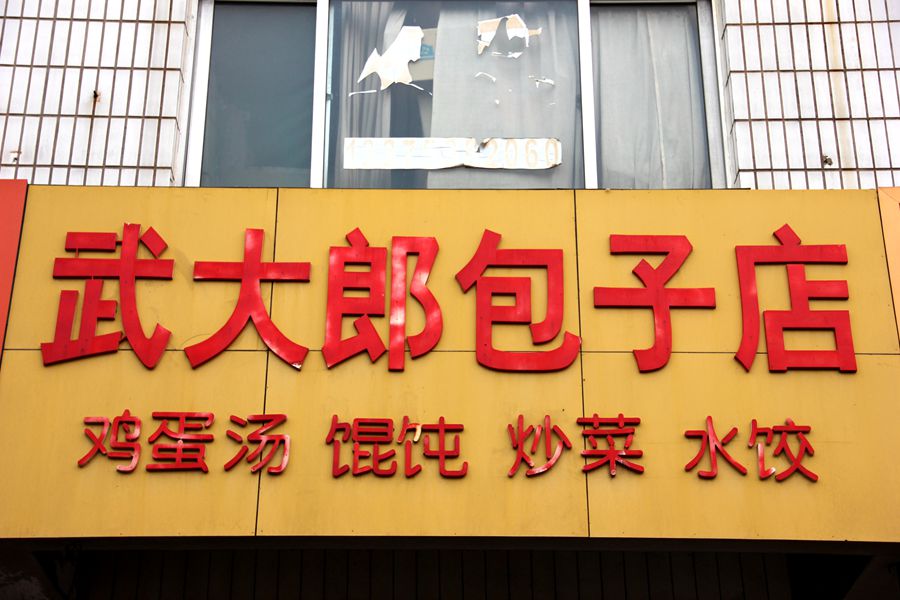 武大郎包子店
鸡蛋汤 馄饨 炒菜 水饺